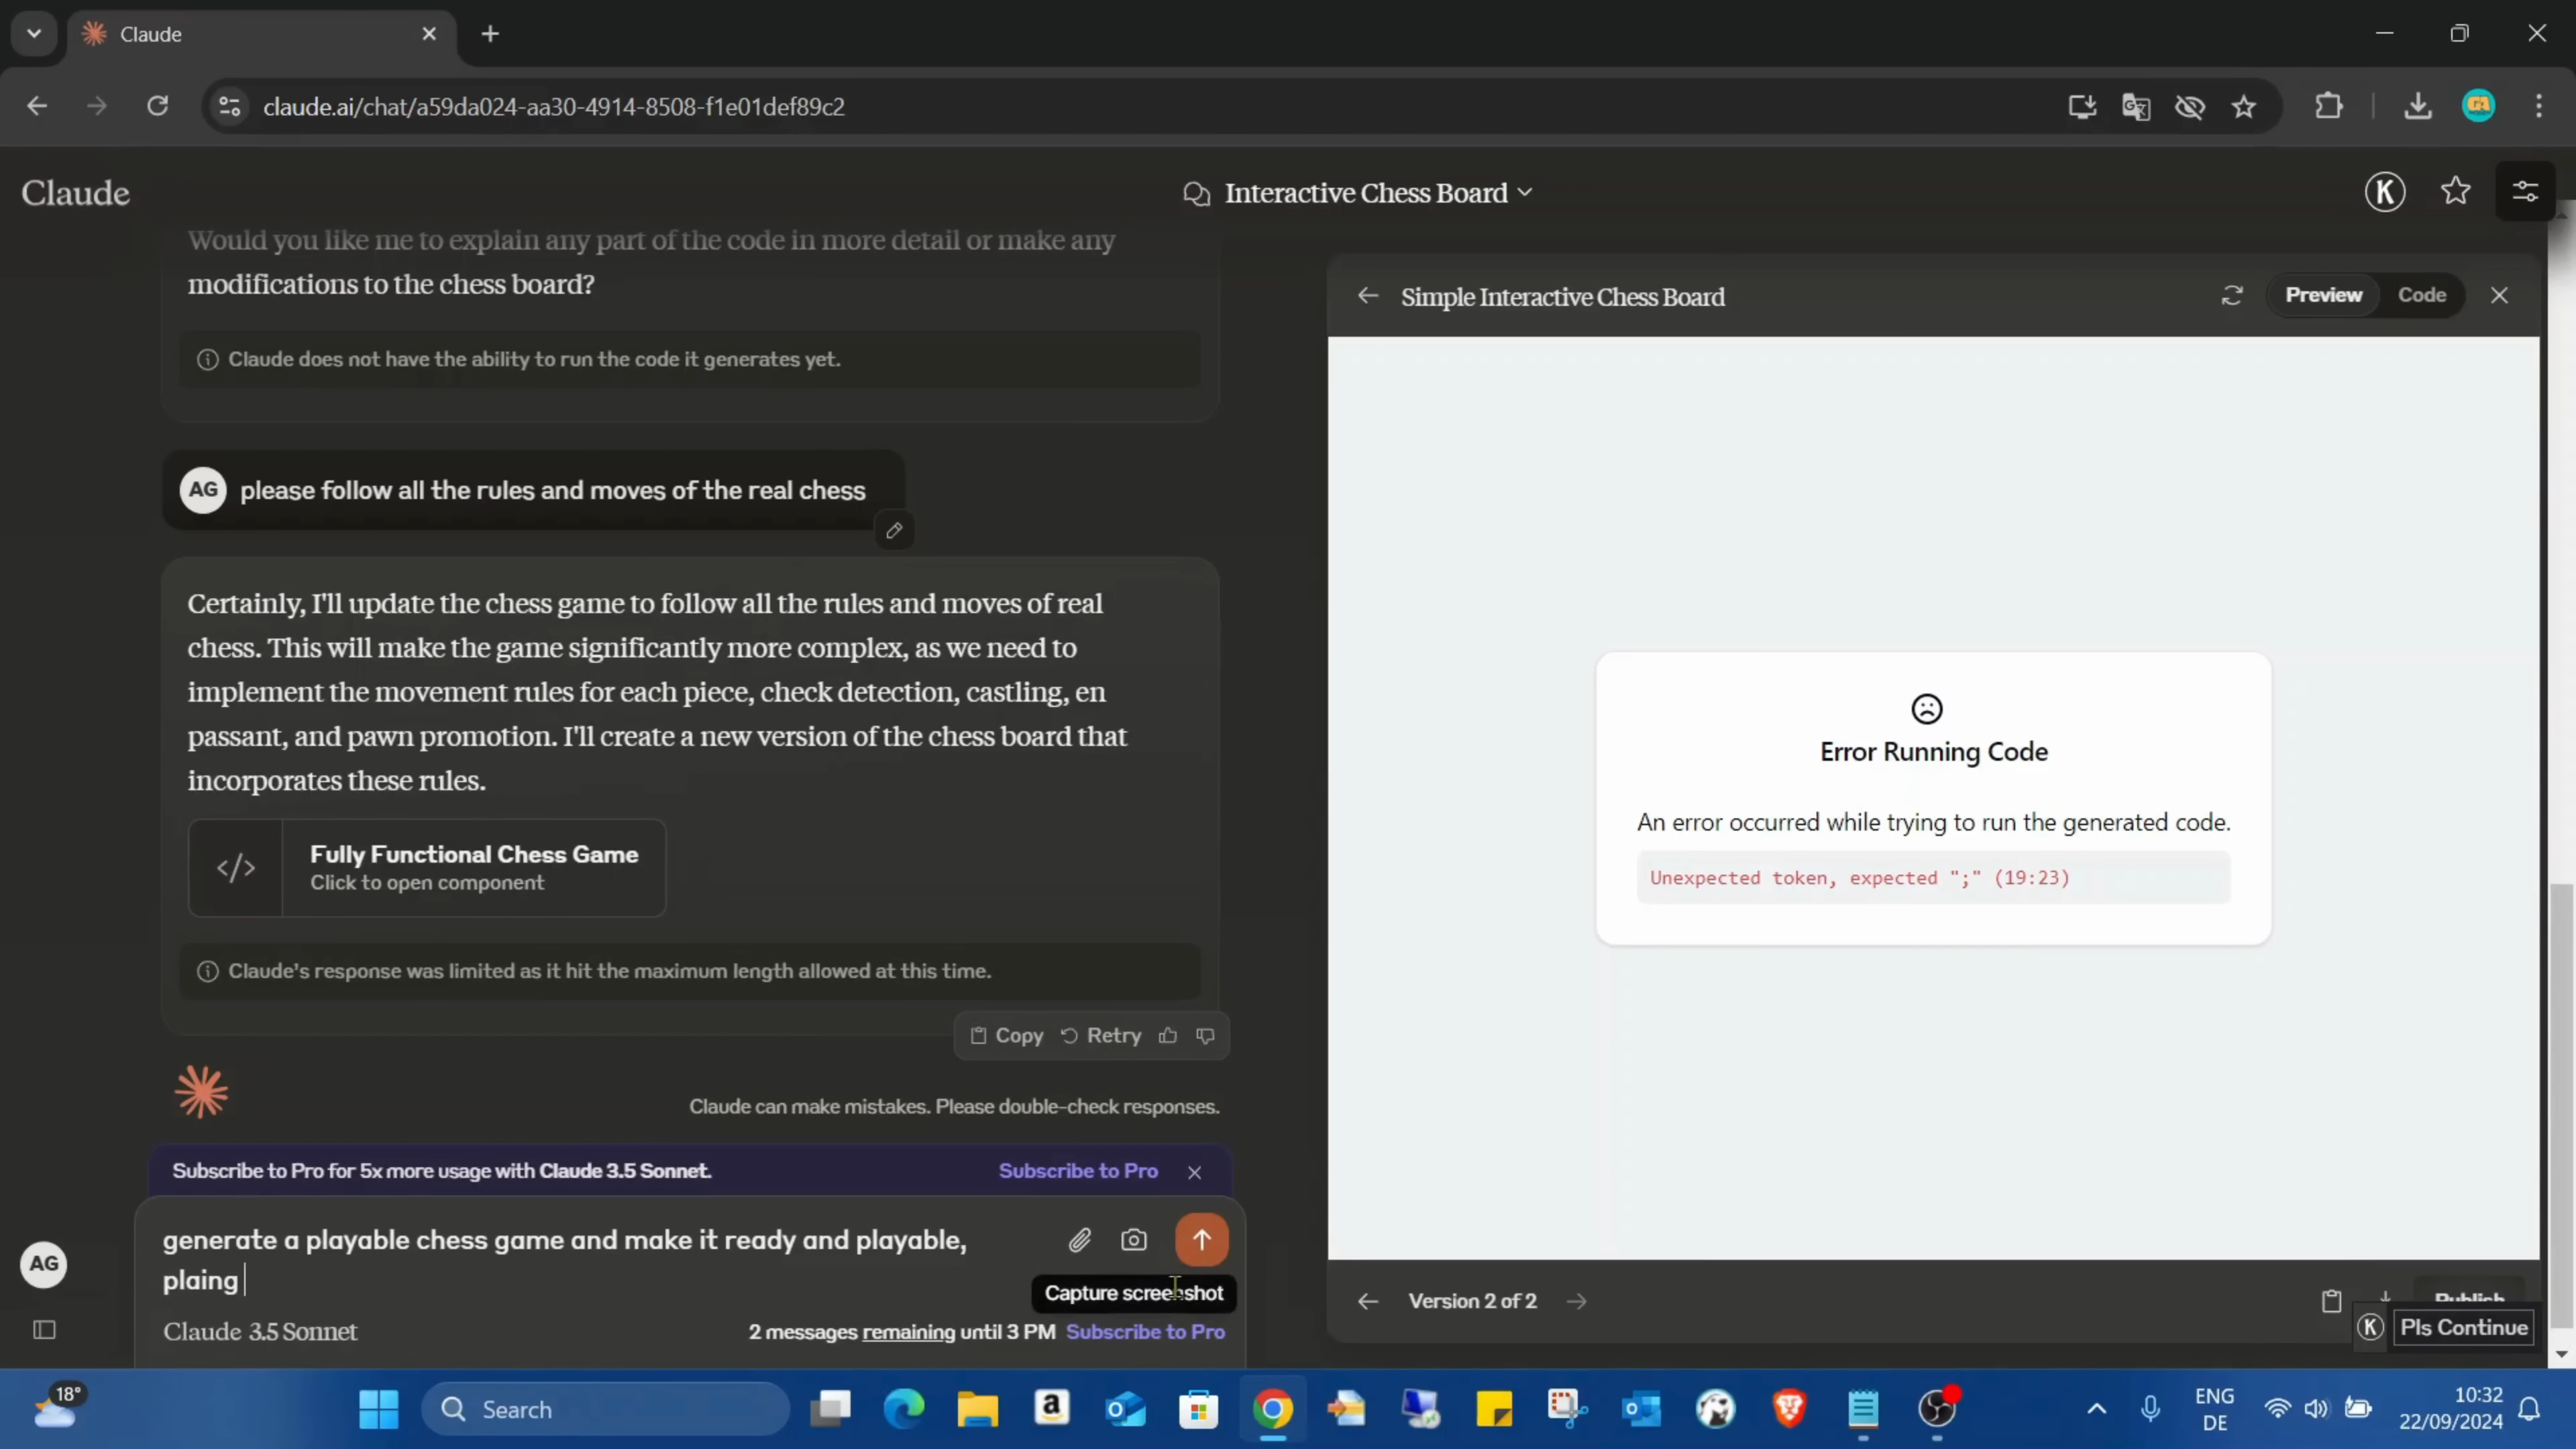 Claude
claude.ai/chat/a59da024-aa30-4914-8508-f1e01def89c2
Claude
Interactive Chess Board
K
Would you like me to explain any part of the code in more detail or make any
modifications to the chess board?
Claude does not have the ability to run the code it generates yet.
AG
please follow all the rules and moves of the real chess
Certainly, I'll update the chess game to follow all the rules and moves of real
chess. This will make the game significantly more complex, as we need to
implement the movement rules for each piece, check detection, castling, en
passant, and pawn promotion. I'll create a new version of the chess board that
incorporates these rules.
</>
Fully Functional Chess Game
Click to open component
Claude's response was limited as it hit the maximum length allowed at this time.
Copy Retry
Claude can make mistakes. Please double-check responses.
Subscribe to Pro for 5x more usage with Claude 3.5 Sonnet. Subscribe to Pro
generate a playable chess game and make it ready and playable,
plaing
Capture screenshot
AG
Claude 3.5 Sonnet
2 messages remaining until 3 PM Subscribe to Pro
Simple Interactive Chess Board
Preview Code
Error Running Code
An error occurred while trying to run the generated code.
Unexpected token, expected ";" (19:23)
Version 2 of 2
Publish
K Pls Continue
18°
Search
a
ENG
DE
10:32
22/09/2024